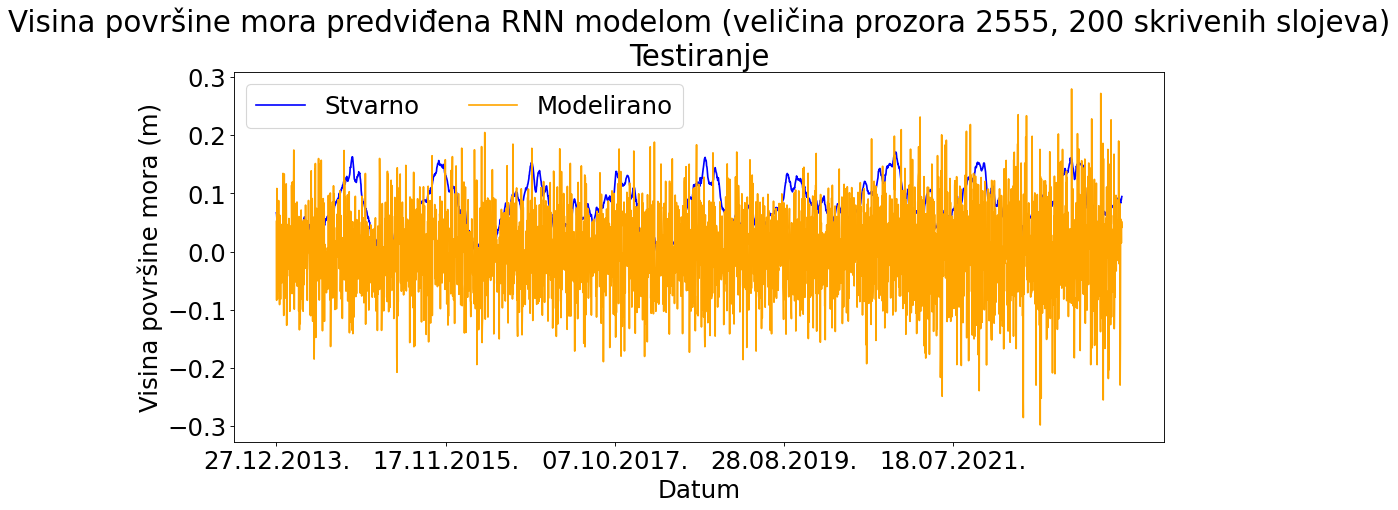 Visina površine mora predviđena RNN modelom (veličina prozora 2555, 200 skrivenih slojeva)
Testiranje
Stvarno
Modelirano
Visina površine mora (m)
0.3
0.2
0.1
0.0
−0.1
−0.2
−0.3
27.12.2013.
17.11.2015.
07.10.2017.
28.08.2019.
18.07.2021.
Datum